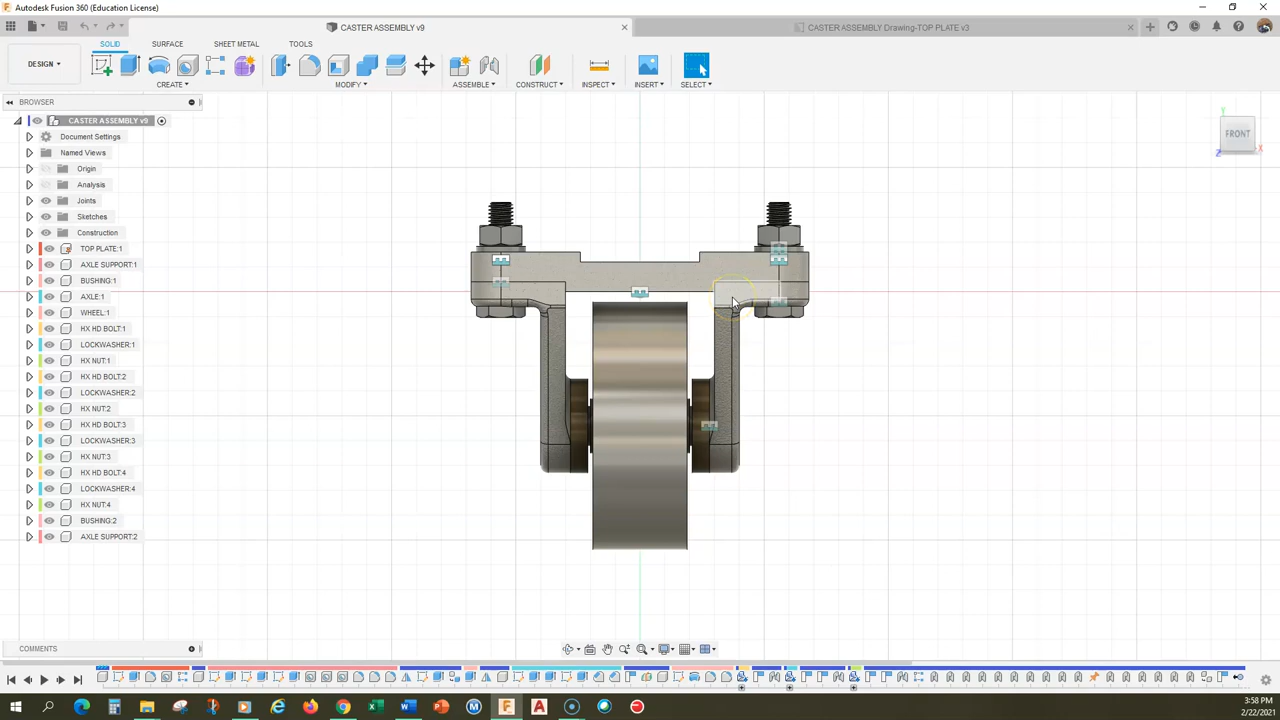 Autodesk Fusion 360 (Education License)
CASTER ASSEMBLY v9
CASTER ASSEMBLY Drawing-TOP PLATE v3
SOLID
SURFACE
SHEET METAL
TOOLS
DESIGN
CREATE
MODIFY
ASSEMBLE
CONSTRUCT
INSPECT
INSERT
SELECT
BROWSER
CASTER ASSEMBLY v9
Document Settings
Named Views
Origin
Analysis
Joints
Sketches
Construction
TOP PLATE:1
AXLE SUPPORT:1
BUSHING:1
AXLE:1
WHEEL:1
HX HD BOLT:1
LOCKWASHER:1
HX NUT:1
HX HD BOLT:2
LOCKWASHER:2
HX NUT:2
HX HD BOLT:3
LOCKWASHER:3
HX NUT:3
HX HD BOLT:4
LOCKWASHER:4
HX NUT:4
BUSHING:2
AXLE SUPPORT:2
FRONT
Y
X
Z
COMMENTS
3:58 PM
2/22/2021